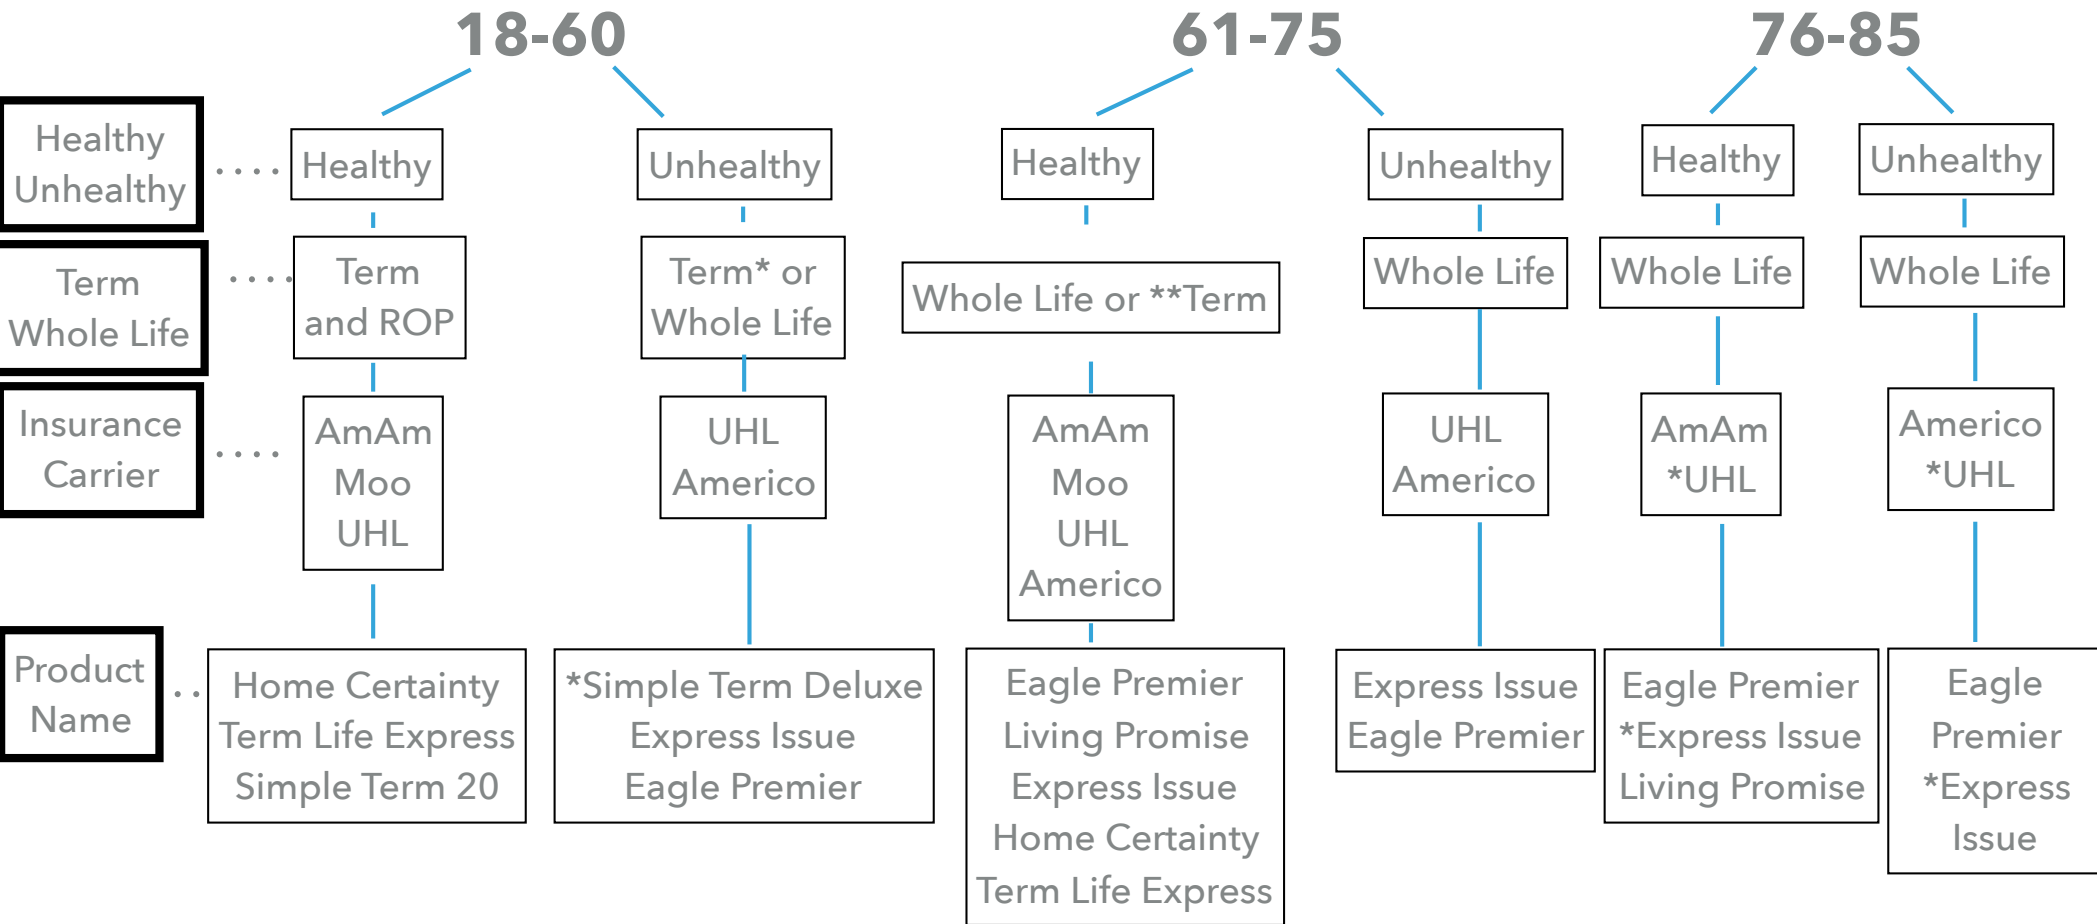 18-60
61-75
76-85
Healthy
Unhealthy
Healthy
Unhealthy
Healthy
Unhealthy
Healthy
Unhealthy
Term
Whole Life
Term
and ROP
Term* or
Whole Life
Whole Life or **Term
Whole Life
Whole Life
Whole Life
Insurance
Carrier
AmAm
Moo
UHL
UHL
Americo
AmAm
Moo
UHL
Americo
UHL
Americo
AmAm
*UHL
Americo
*UHL
Product
Name
Home Certainty
Term Life Express
Simple Term 20
*Simple Term Deluxe
Express Issue
Eagle Premier
Eagle Premier
Living Promise
Express Issue
Home Certainty
Term Life Express
Express Issue
Eagle Premier
Eagle Premier
*Express Issue
Living Promise
Eagle
Premier
*Express
Issue